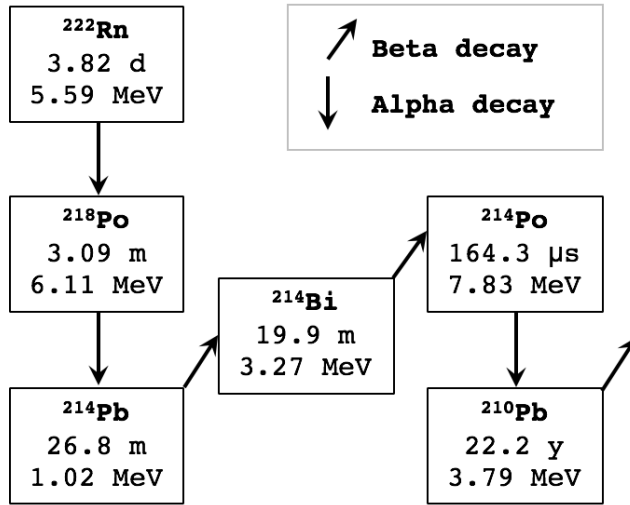 ²²²Rn
3.82 d
5.59 MeV
Beta decay
Alpha decay
²¹⁸Po
3.09 m
6.11 MeV
²¹⁴Po
164.3 µs
7.83 MeV
²¹⁴Bi
19.9 m
3.27 MeV
²¹⁴Pb
26.8 m
1.02 MeV
²¹⁰Pb
22.2 y
3.79 MeV